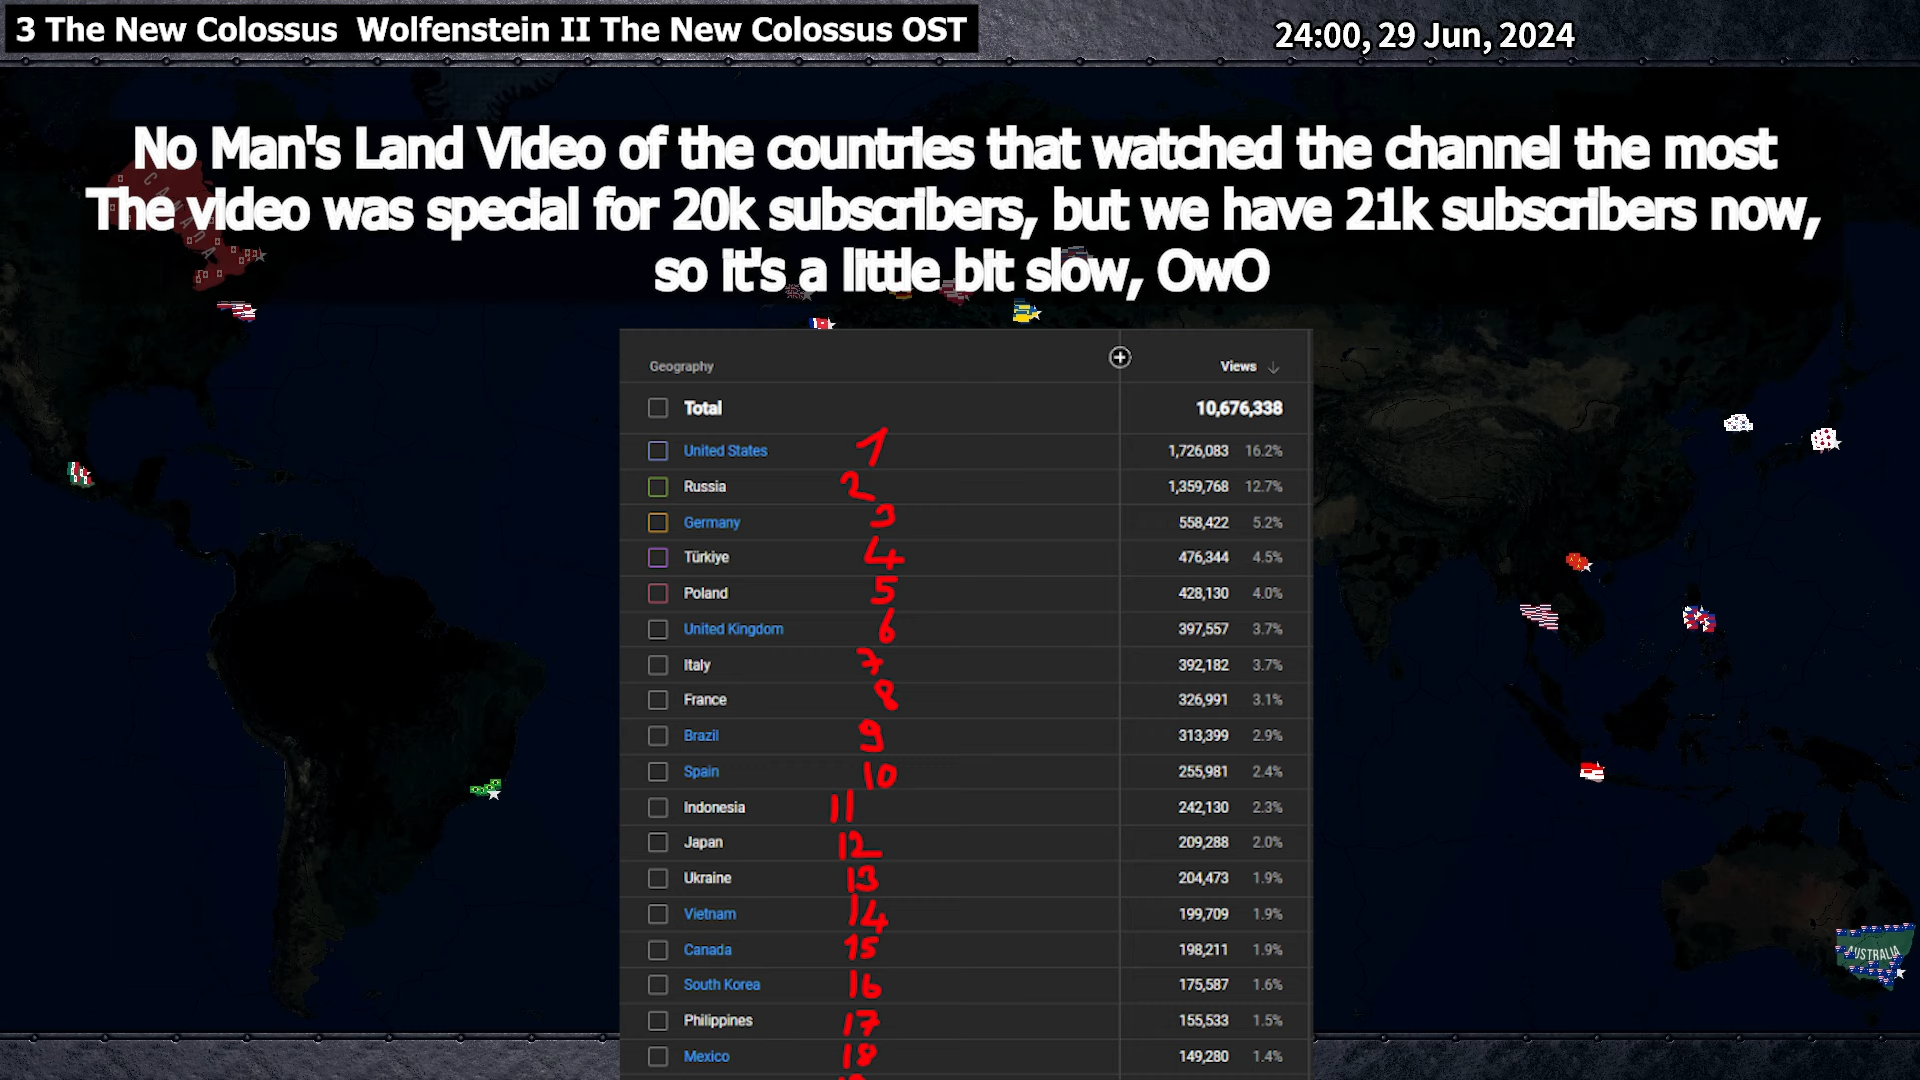 3 The New Colossus  Wolfenstein II The New Colossus OST
24:00, 29 Jun, 2024
No Man's Land Video of the countries that watched the channel the most
The video was special for 20k subscribers, but we have 21k subscribers now,
so it's a little bit slow, OwO
CANADA
Geography Views ↓
Total 10,676,338
United States 1 1,726,083 16.2%
Russia 2 1,359,768 12.7%
Germany 3 558,422 5.2%
Türkiye 4 476,344 4.5%
Poland 5 428,130 4.0%
United Kingdom 6 397,557 3.7%
Italy 7 392,182 3.7%
France 8 326,991 3.1%
Brazil 9 313,399 2.9%
Spain 10 255,981 2.4%
Indonesia 11 242,130 2.3%
Japan 12 209,288 2.0%
Ukraine 13 204,473 1.9%
Vietnam 14 199,709 1.9%
Canada 15 198,211 1.9%
South Korea 16 175,587 1.6%
Philippines 17 155,533 1.5%
Mexico 18 149,280 1.4%
AUSTRALIA